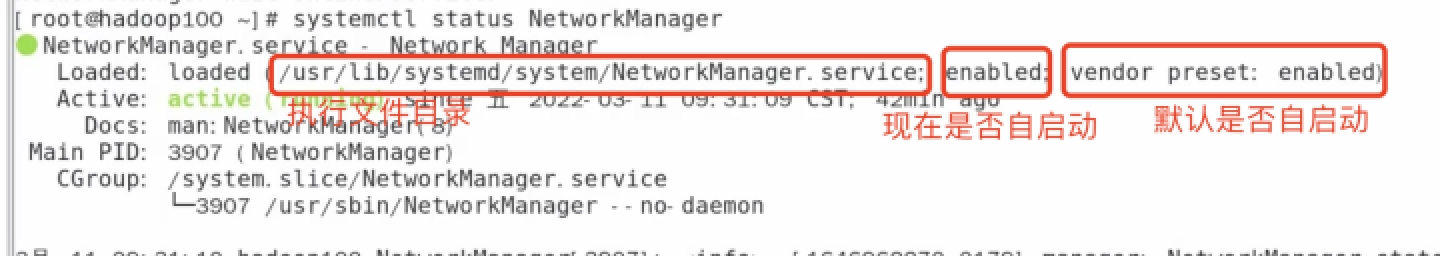 [root@hadoop100 ~]# systemctl status NetworkManager
NetworkManager.service - Network Manager
Loaded: loaded (/usr/lib/systemd/system/NetworkManager.service; enabled; vendor preset: enabled)
Active: active (running) since 五 2022-03-11 09:31:09 CST; 42min ago
执行文件目录
现在是否自启动
默认是否自启动
Docs: man:NetworkManager(8)
Main PID: 3907 (NetworkManager)
CGroup: /system.slice/NetworkManager.service
└─3907 /usr/sbin/NetworkManager --no-daemon